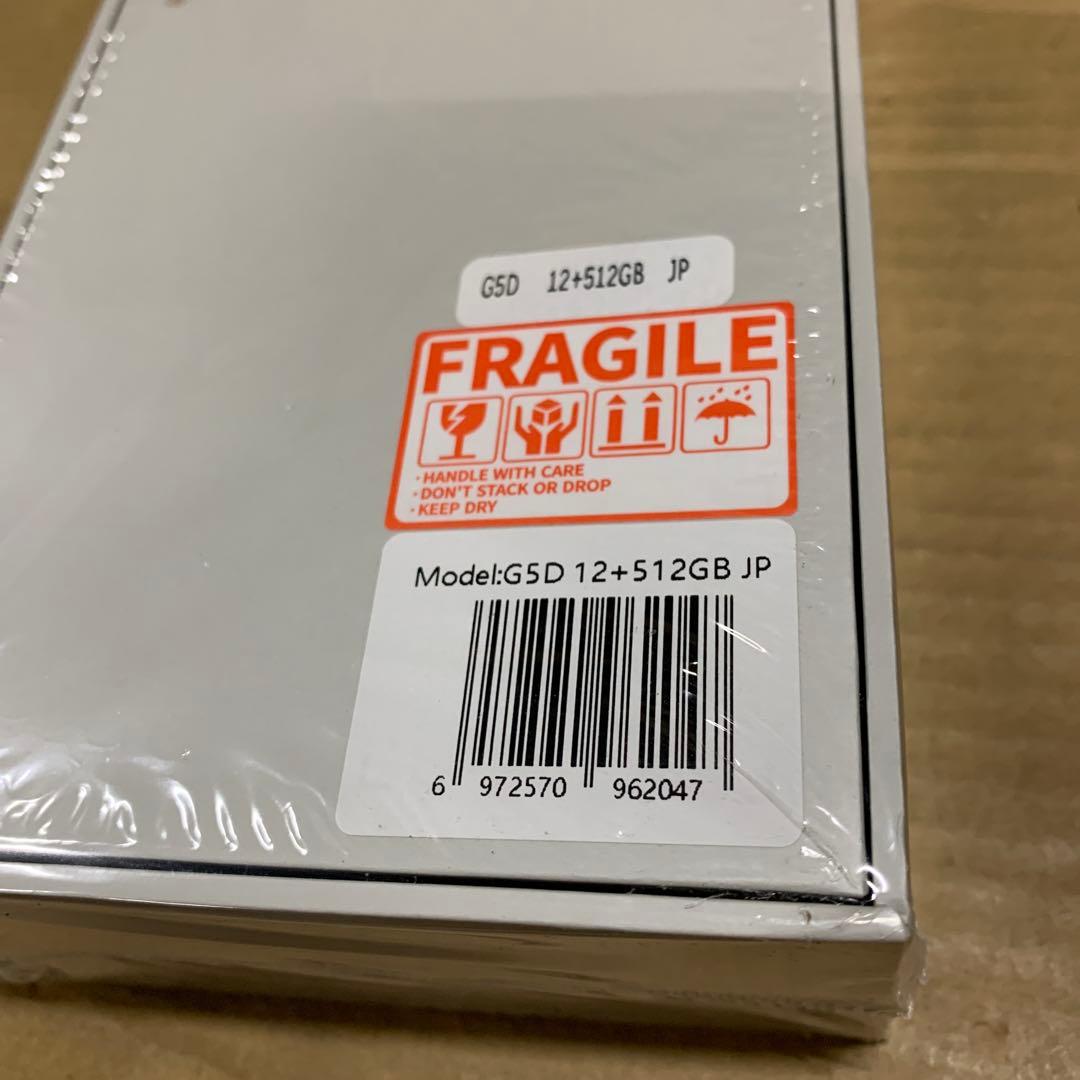 G5D 12+512GB JP
FRAGILE
·HANDLE WITH CARE
·DON'T STACK OR DROP
·KEEP DRY
Model:G5D 12+512GB JP
6 972570 962047